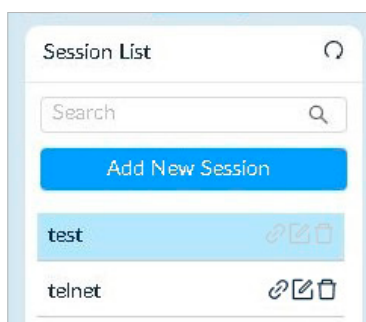 Session List
Search
Add New Session
test
telnet